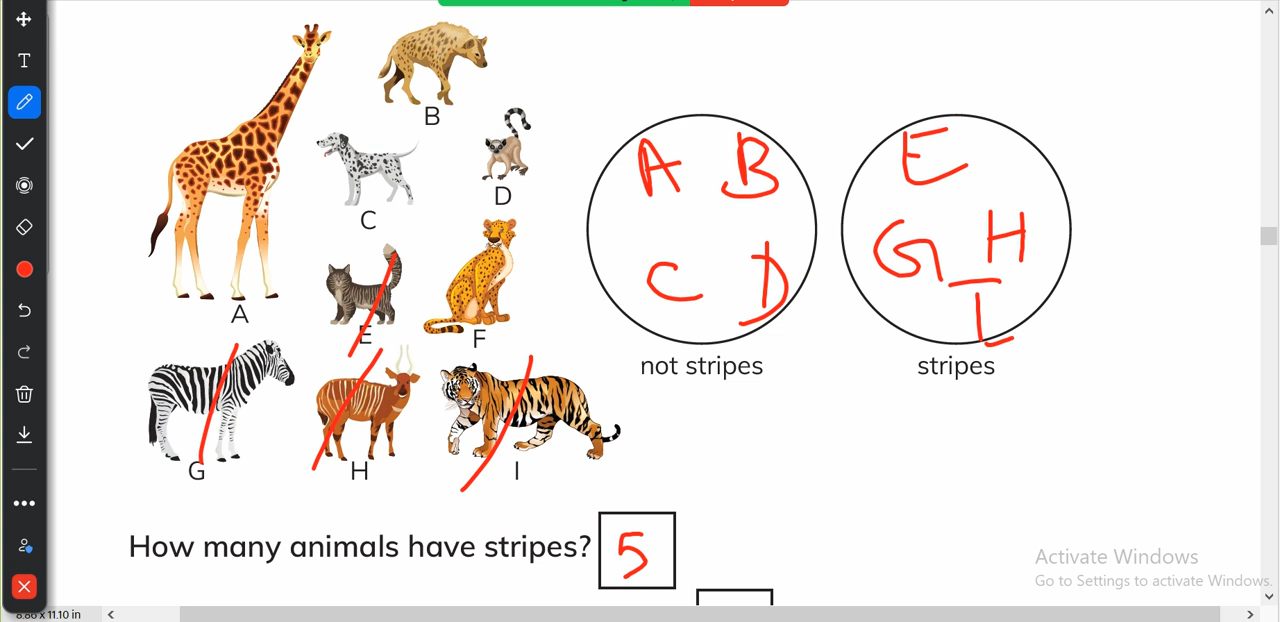 B
C
D
A
E
F
G
H
I
A B
C D
E
G H
I
not stripes
stripes
How many animals have stripes? 5
Activate Windows
Go to Settings to activate Windows.
8.86 x 11.10 in
T